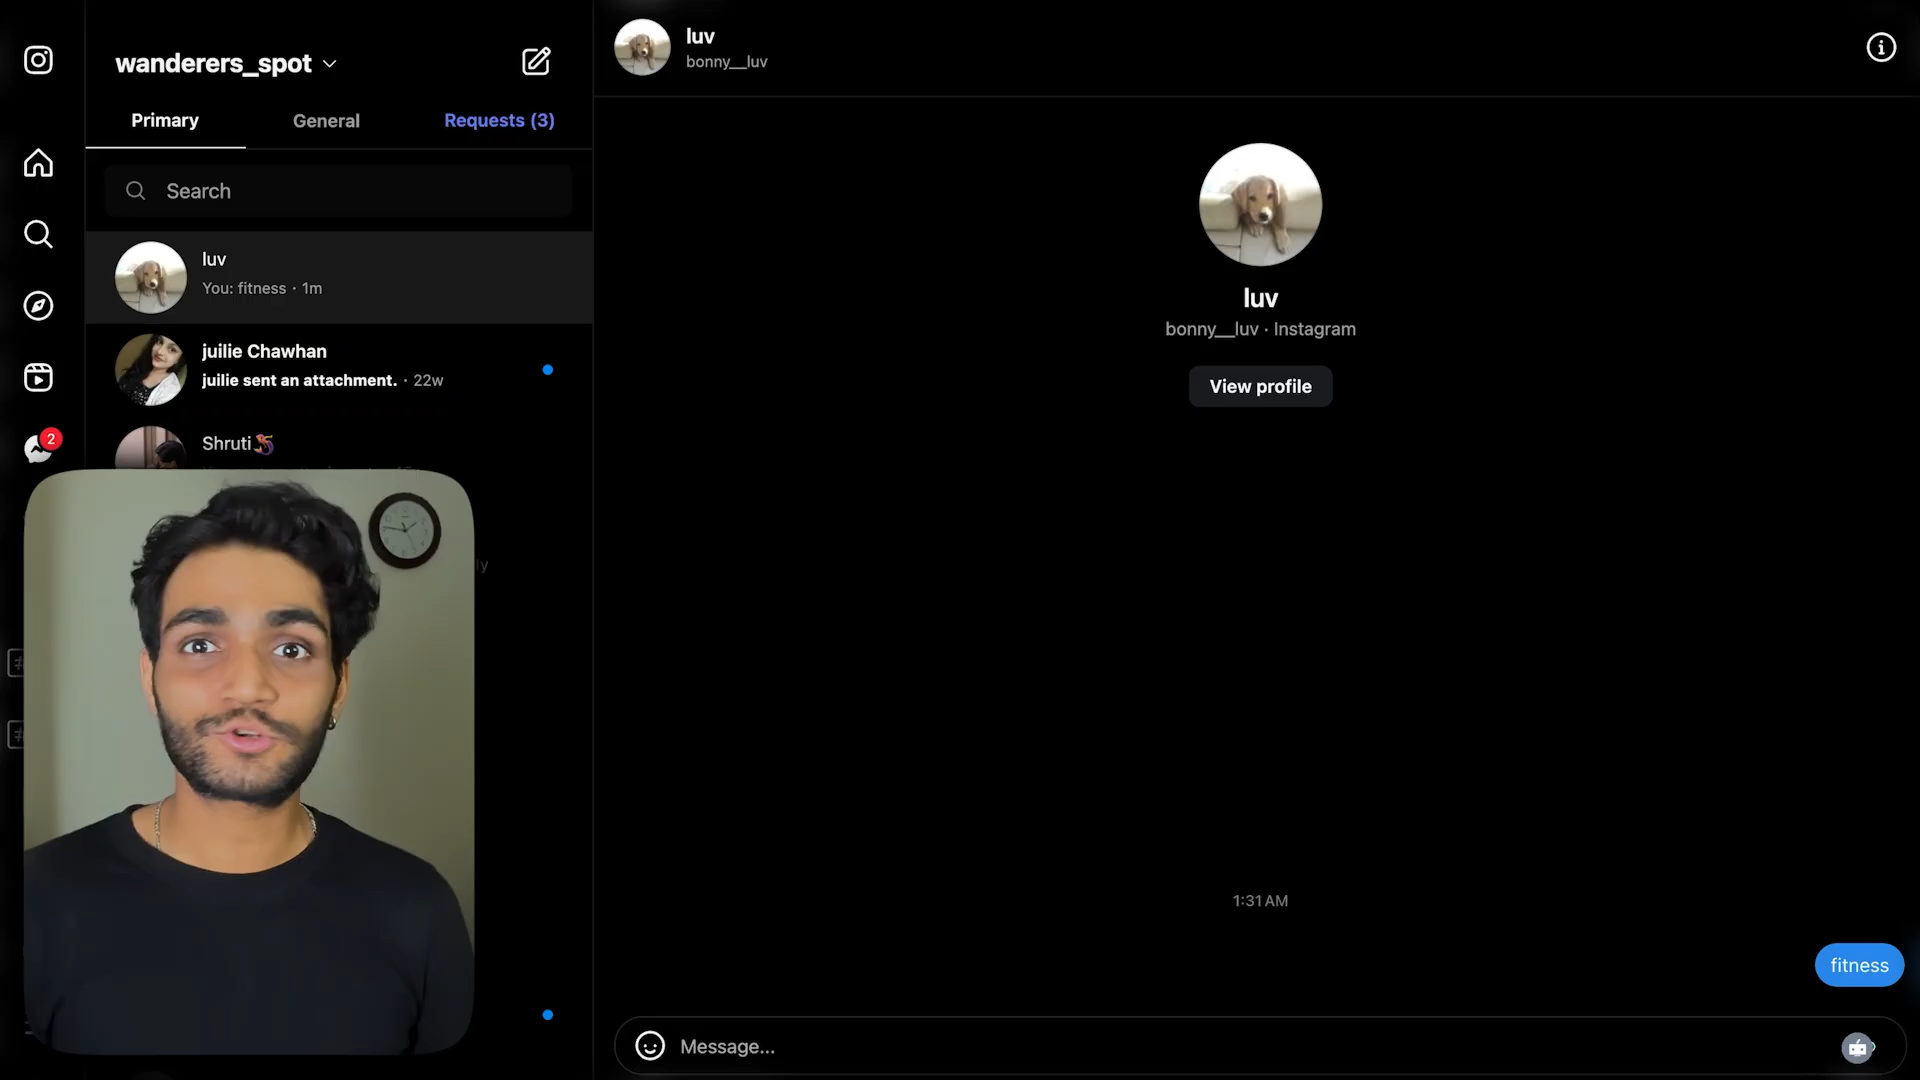 wanderers_spot
Primary
General
Requests (3)
Search
luv
You: fitness · 1m
juilie Chawhan
juilie sent an attachment. · 22w
Shruti
2
ly
luv
bonny__luv
luv
bonny__luv · Instagram
View profile
1:31 AM
fitness
Message...